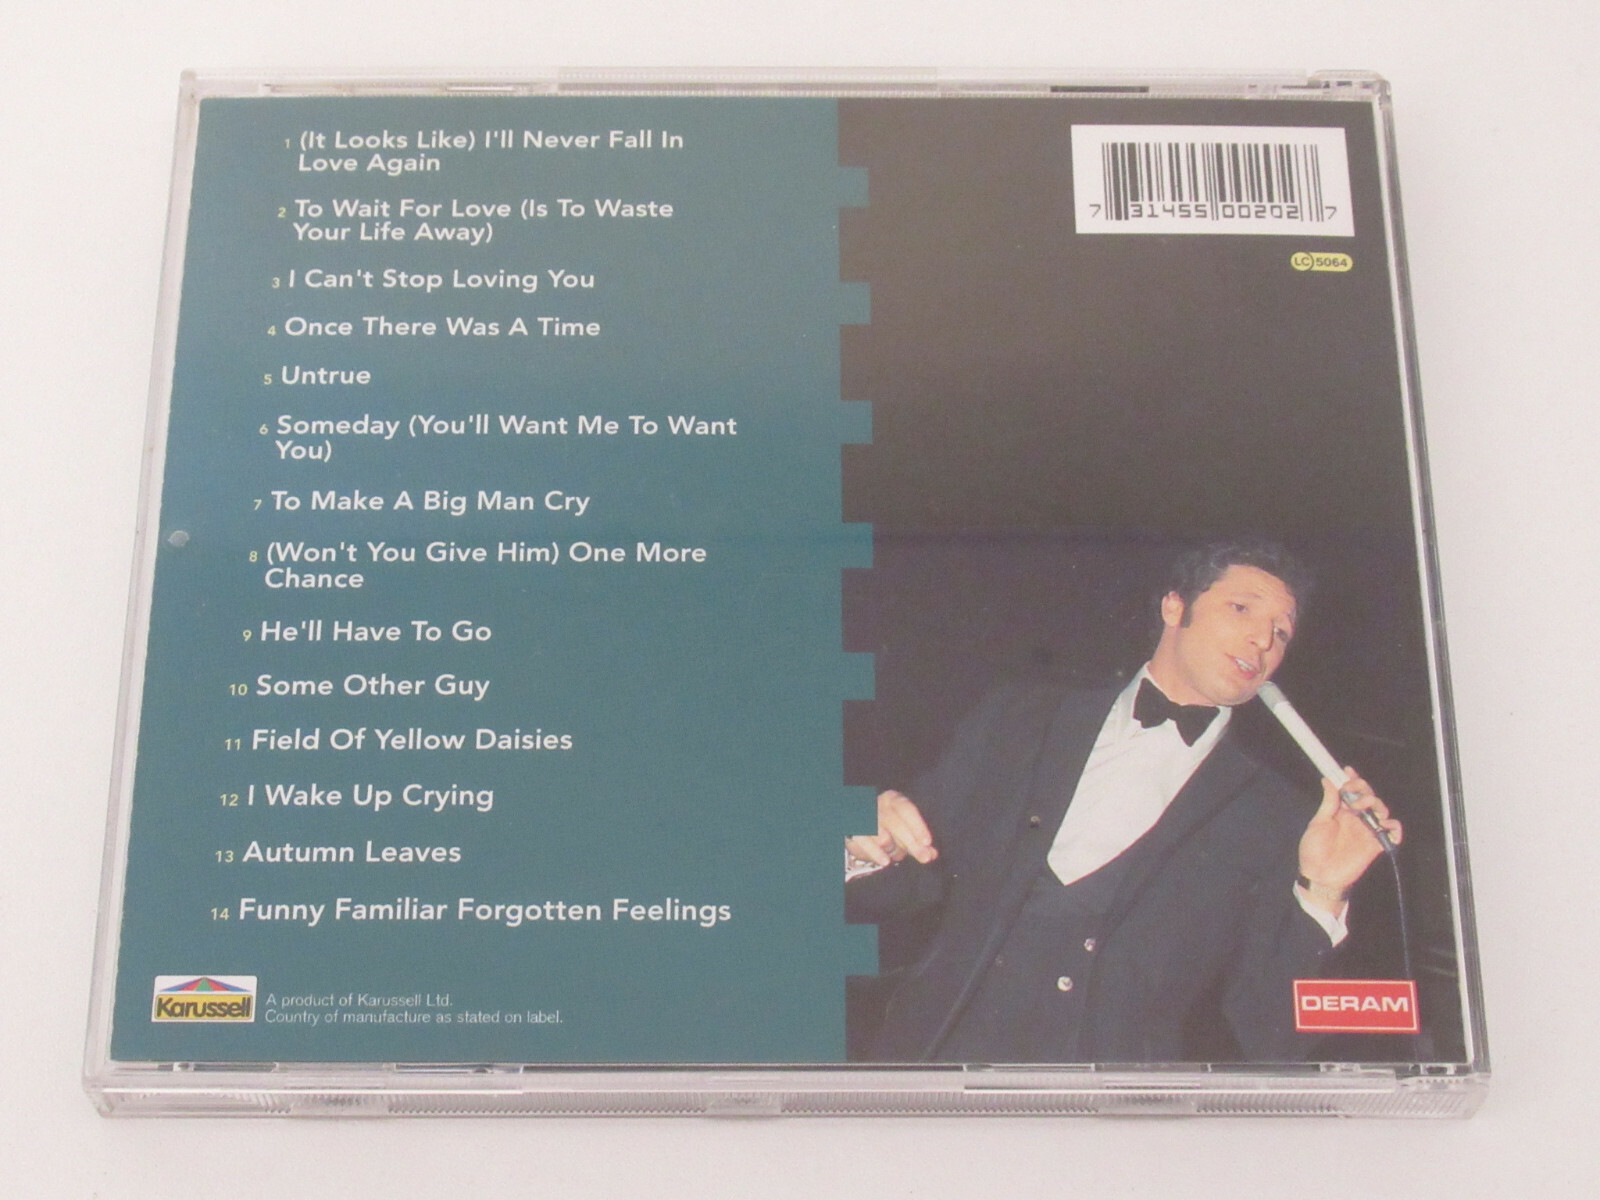 1 (It Looks Like) I'll Never Fall In
Love Again
2 To Wait For Love (Is To Waste
Your Life Away)
3 I Can't Stop Loving You
4 Once There Was A Time
5 Untrue
6 Someday (You'll Want Me To Want
You)
7 To Make A Big Man Cry
8 (Won't You Give Him) One More
Chance
9 He'll Have To Go
10 Some Other Guy
11 Field Of Yellow Daisies
12 I Wake Up Crying
13 Autumn Leaves
14 Funny Familiar Forgotten Feelings
Karussell
A product of Karussell Ltd.
Country of manufacture as stated on label.
7 31455 00202 7
LC 5064
DERAM